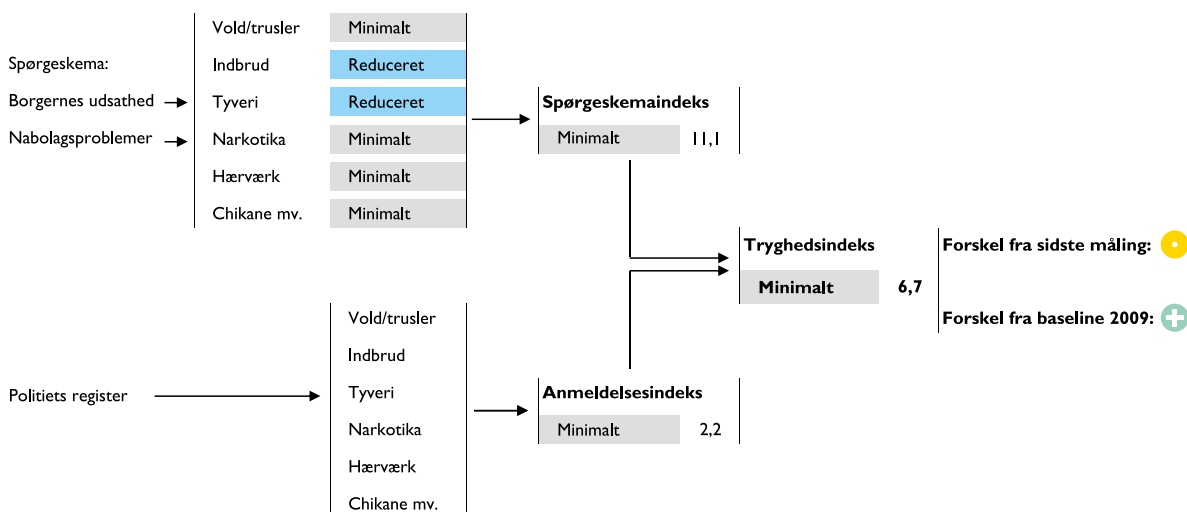 Spørgeskema:
Borgernes udsathed
Nabolagsproblemer
Vold/trusler Minimalt
Indbrud Reduceret
Tyveri Reduceret
Narkotika Minimalt
Hærværk Minimalt
Chikane mv. Minimalt
Spørgeskemaindeks
Minimalt 11,1
Politiets register
Vold/trusler
Indbrud
Tyveri
Narkotika
Hærværk
Chikane mv.
Anmeldelsesindeks
Minimalt 2,2
Tryghedsindeks
Minimalt 6,7
Forskel fra sidste måling:
Forskel fra baseline 2009: